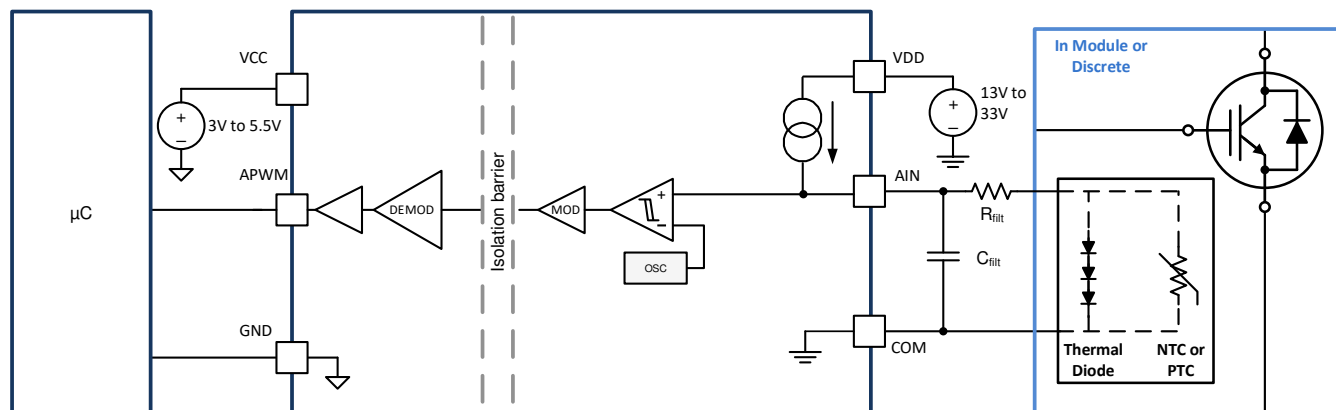 μC
VCC
+
−
3V to 5.5V
APWM
GND
DEMOD
Isolation barrier
MOD
+
−
OSC
VDD
+
−
13V to
33V
AIN
COM
Rfilt
Cfilt
In Module or
Discrete
Thermal
Diode
NTC or
PTC